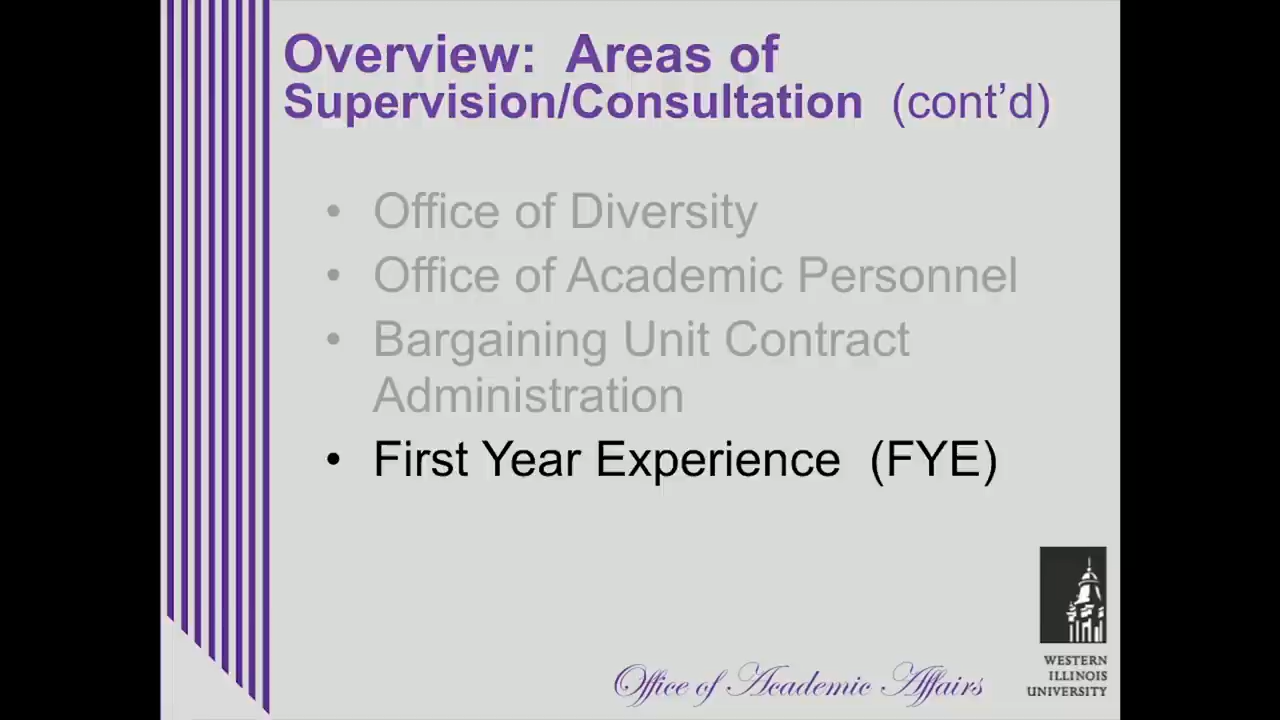 Overview:  Areas of
Supervision/Consultation  (cont’d)
• Office of Diversity
• Office of Academic Personnel
• Bargaining Unit Contract
Administration
• First Year Experience  (FYE)
Office of Academic Affairs
WESTERN
ILLINOIS
UNIVERSITY